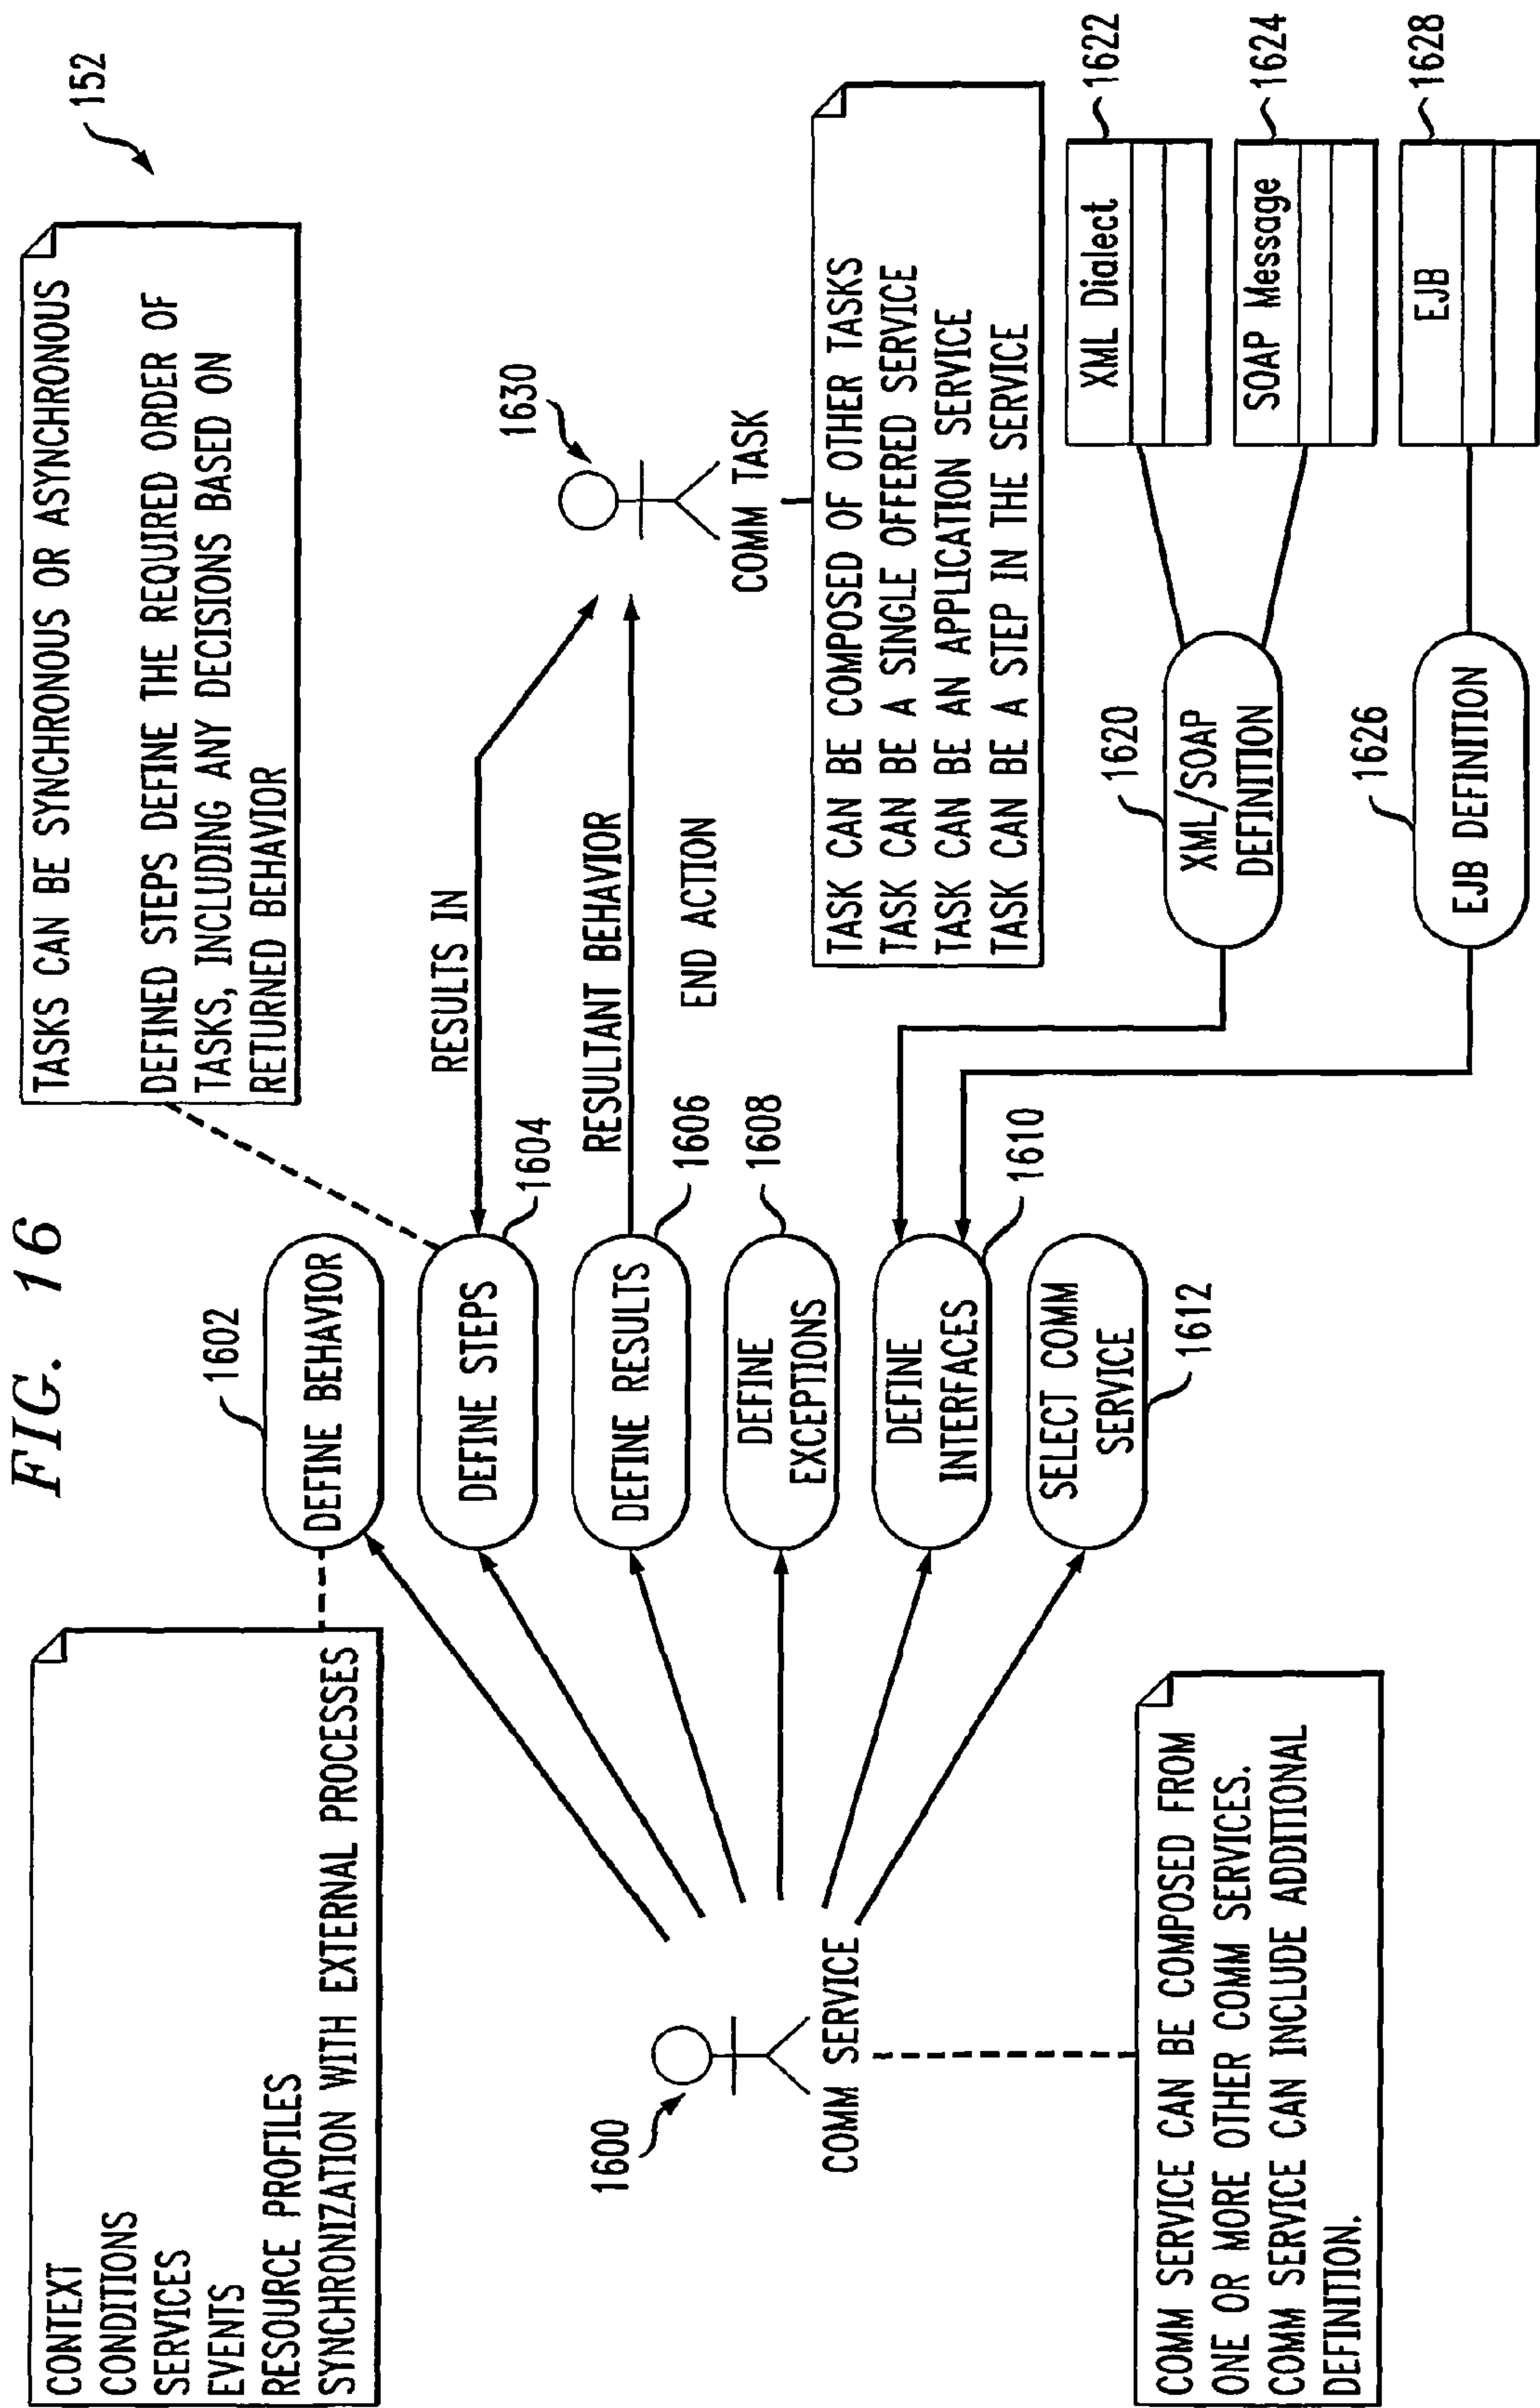 FIG. 16
152
CONTEXT
CONDITIONS
SERVICES
EVENTS
RESOURCE PROFILES
SYNCHRONIZATION WITH EXTERNAL PROCESSES
TASKS CAN BE SYNCHRONOUS OR ASYNCHRONOUS
DEFINED STEPS DEFINE THE REQUIRED ORDER OF
TASKS, INCLUDING ANY DECISIONS BASED ON
RETURNED BEHAVIOR
1602
DEFINE BEHAVIOR
DEFINE STEPS
1604
RESULTS IN
DEFINE RESULTS
1606
RESULTANT BEHAVIOR
END ACTION
1630
COMM TASK
DEFINE
EXCEPTIONS
1608
DEFINE
INTERFACES
1610
SELECT COMM
SERVICE
1612
1600
COMM SERVICE
TASK CAN BE COMPOSED OF OTHER TASKS
TASK CAN BE A SINGLE OFFERED SERVICE
TASK CAN BE AN APPLICATION SERVICE
TASK CAN BE A STEP IN THE SERVICE
COMM SERVICE CAN BE COMPOSED FROM
ONE OR MORE OTHER COMM SERVICES.
COMM SERVICE CAN INCLUDE ADDITIONAL
DEFINITION.
1620
XML/SOAP
DEFINITION
XML Dialect
1622
SOAP Message
1624
1626
EJB DEFINITION
EJB
1628